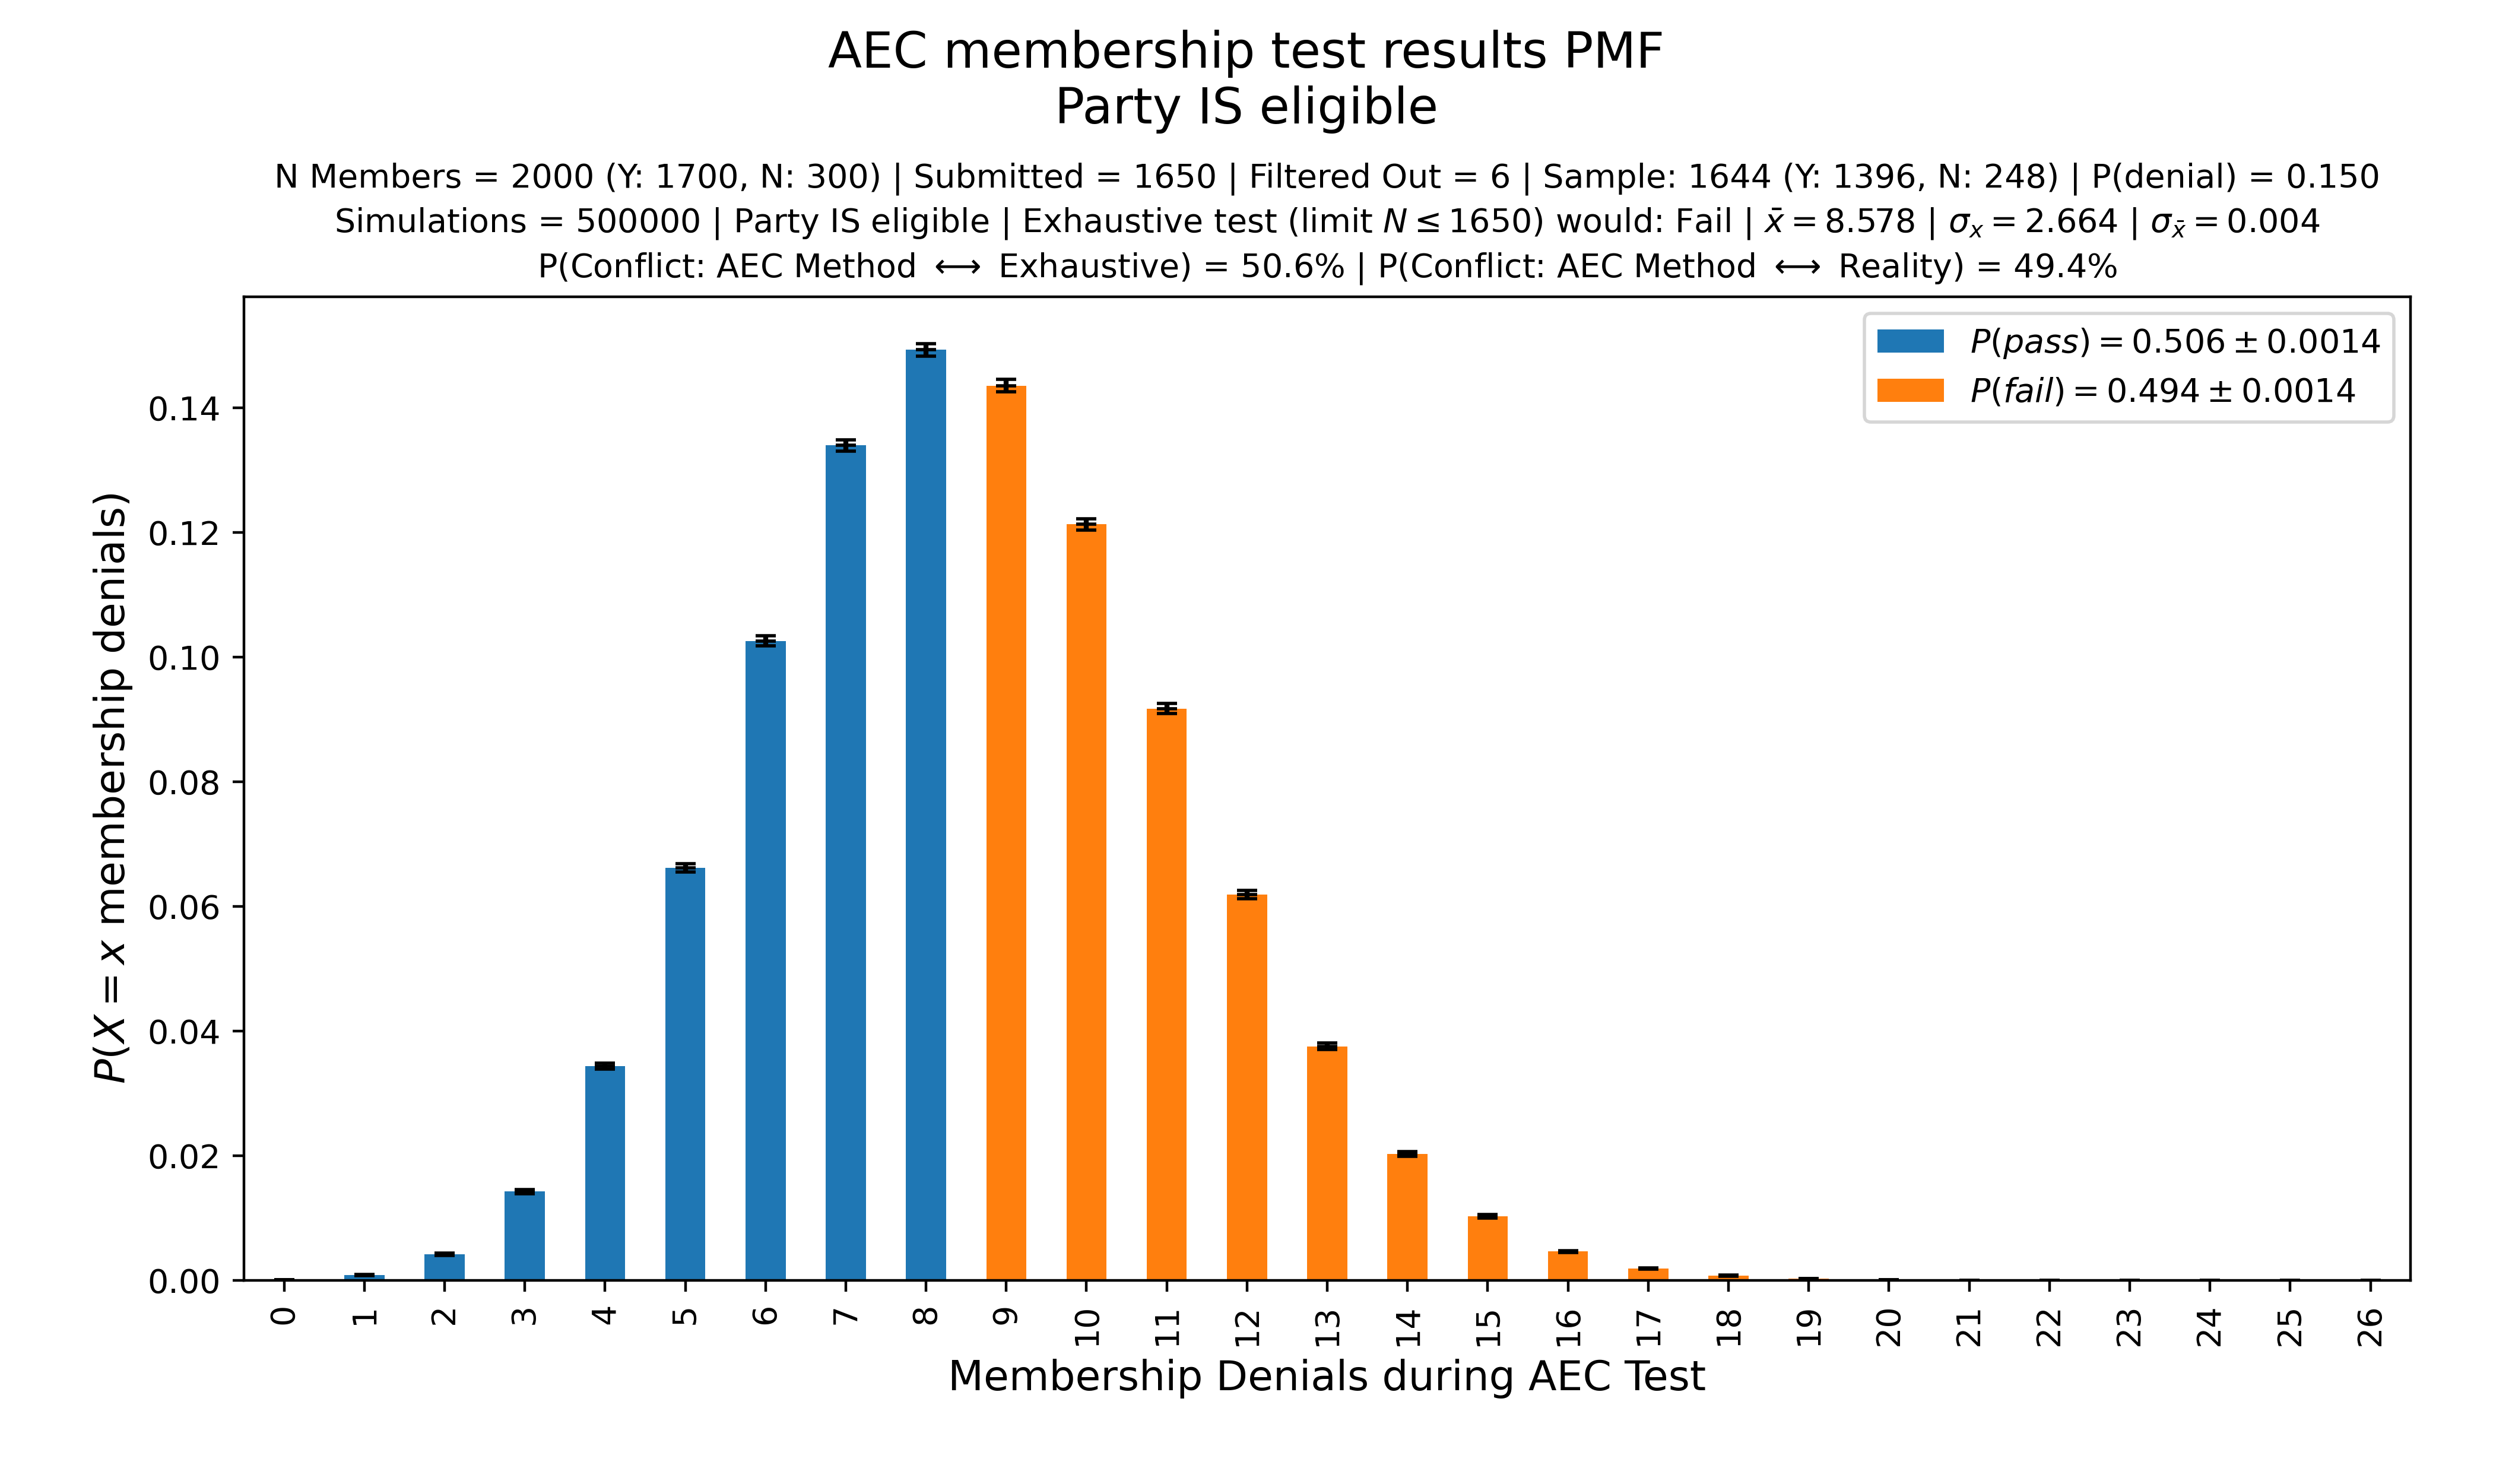 AEC membership test results PMF
Party IS eligible
N Members = 2000 (Y: 1700, N: 300) | Submitted = 1650 | Filtered Out = 6 | Sample: 1644 (Y: 1396, N: 248) | P(denial) = 0.150
Simulations = 500000 | Party IS eligible | Exhaustive test (limit N ≤ 1650) would: Fail | x̄ = 8.578 | σₓ = 2.664 | σ_x̄ = 0.004
P(Conflict: AEC Method ⟷ Exhaustive) = 50.6% | P(Conflict: AEC Method ⟷ Reality) = 49.4%
P(pass) = 0.506 ± 0.0014
P(fail) = 0.494 ± 0.0014
P(X = x membership denials)
0.14
0.12
0.10
0.08
0.06
0.04
0.02
0.00
0 1 2 3 4 5 6 7 8 9 10 11 12 13 14 15 16 17 18 19 20 21 22 23 24 25 26
Membership Denials during AEC Test